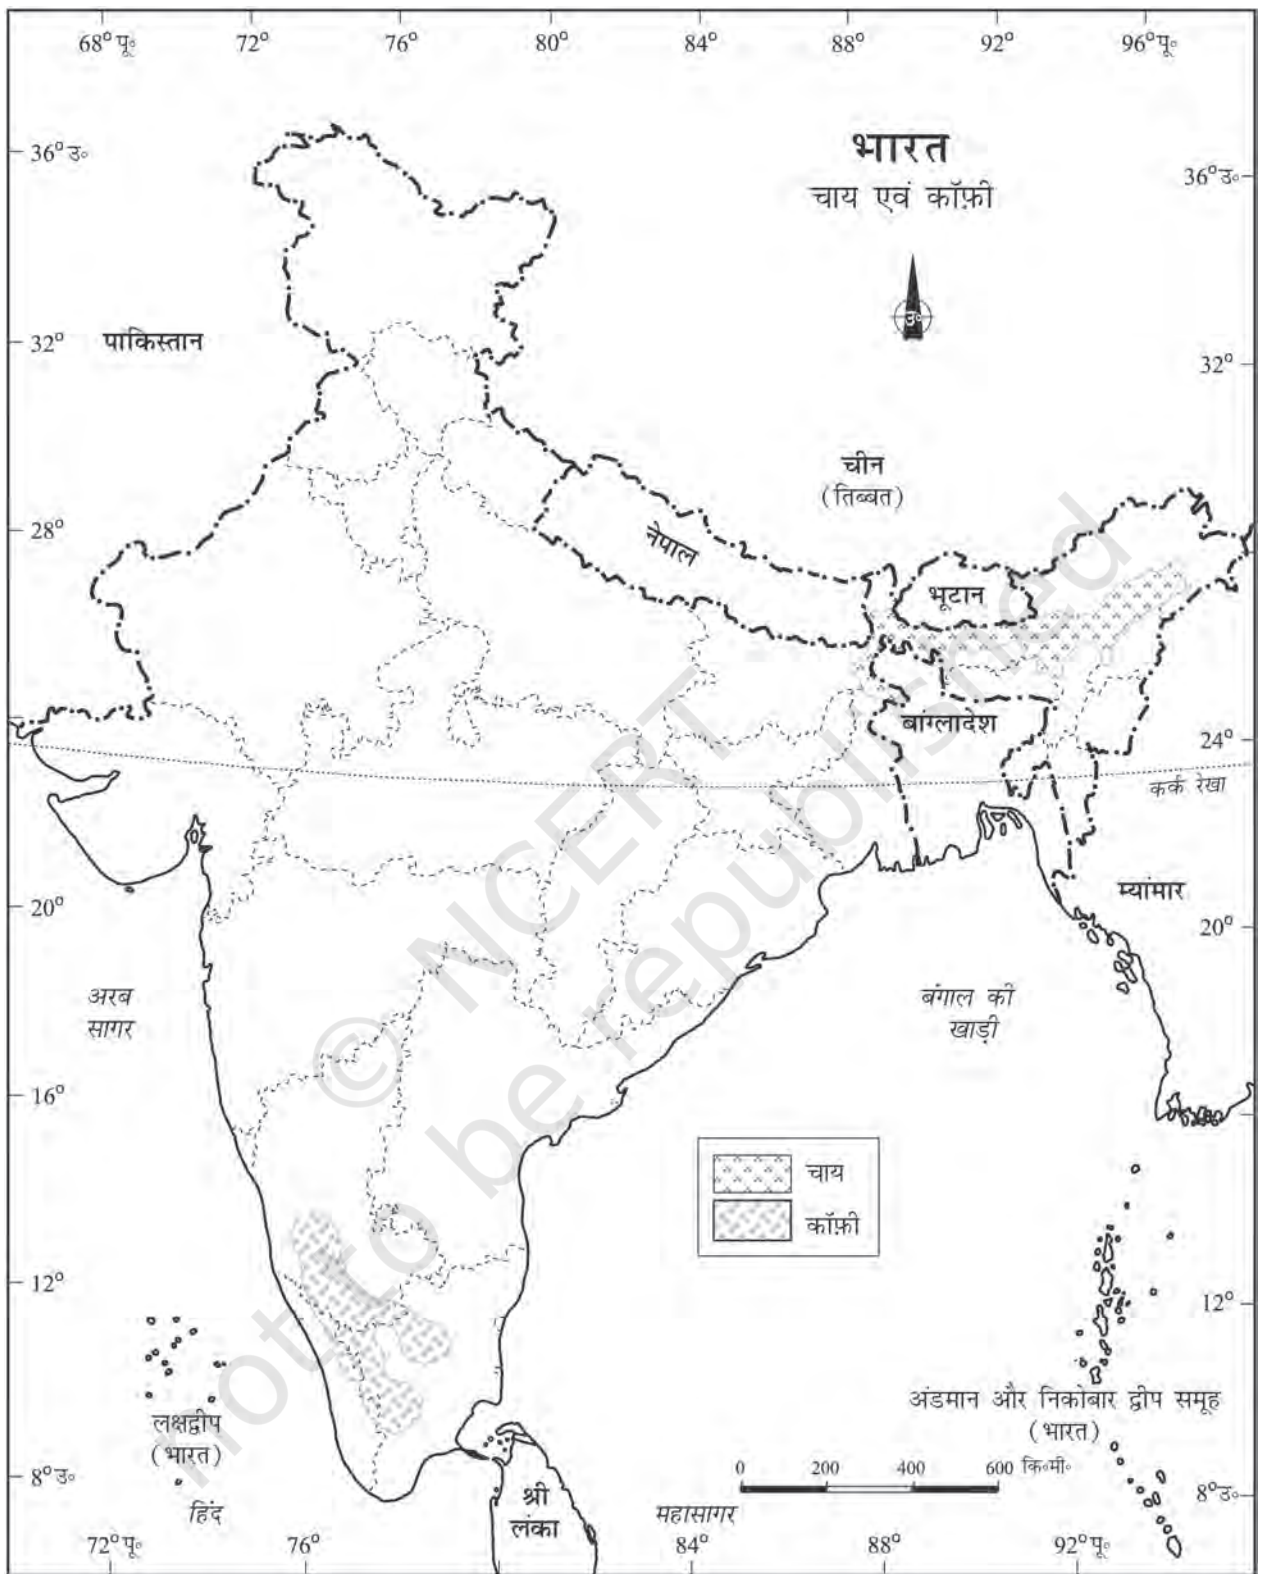 68° पू॰ 72° 76° 80° 84° 88° 92° 96° पू॰
36° उ॰
36° उ॰
भारत
चाय एवं कॉफ़ी
उ॰
पाकिस्तान
32°
32°
चीन
(तिब्बत)
28°
नेपाल
भूटान
बांग्लादेश
24°
कर्क रेखा
म्यांमार
20°
20°
अरब
सागर
बंगाल की
खाड़ी
16°
चाय
कॉफ़ी
12°
12°
लक्षद्वीप
(भारत)
अंडमान और निकोबार द्वीप समूह
(भारत)
0 200 400 600 कि॰मी॰
8° उ॰
8° उ॰
हिंद
श्री
लंका
महासागर
72° पू॰ 76° 84° 88° 92° पू॰
© NCERT
not to be republished